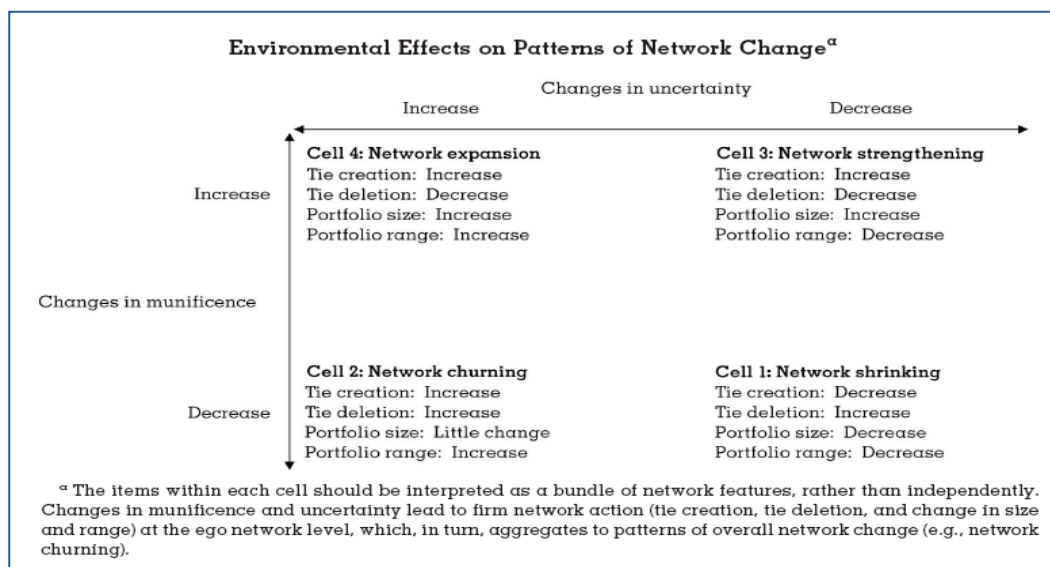 Environmental Effects on Patterns of Network Changeᵅ
Changes in uncertainty
Increase
Decrease
Increase
Cell 4: Network expansion
Tie creation: Increase
Tie deletion: Decrease
Portfolio size: Increase
Portfolio range: Increase
Cell 3: Network strengthening
Tie creation: Increase
Tie deletion: Decrease
Portfolio size: Increase
Portfolio range: Decrease
Changes in munificence
Decrease
Cell 2: Network churning
Tie creation: Increase
Tie deletion: Increase
Portfolio size: Little change
Portfolio range: Increase
Cell 1: Network shrinking
Tie creation: Decrease
Tie deletion: Increase
Portfolio size: Decrease
Portfolio range: Decrease
ᵅ The items within each cell should be interpreted as a bundle of network features, rather than independently.
Changes in munificence and uncertainty lead to firm network action (tie creation, tie deletion, and change in size
and range) at the ego network level, which, in turn, aggregates to patterns of overall network change (e.g., network
churning).